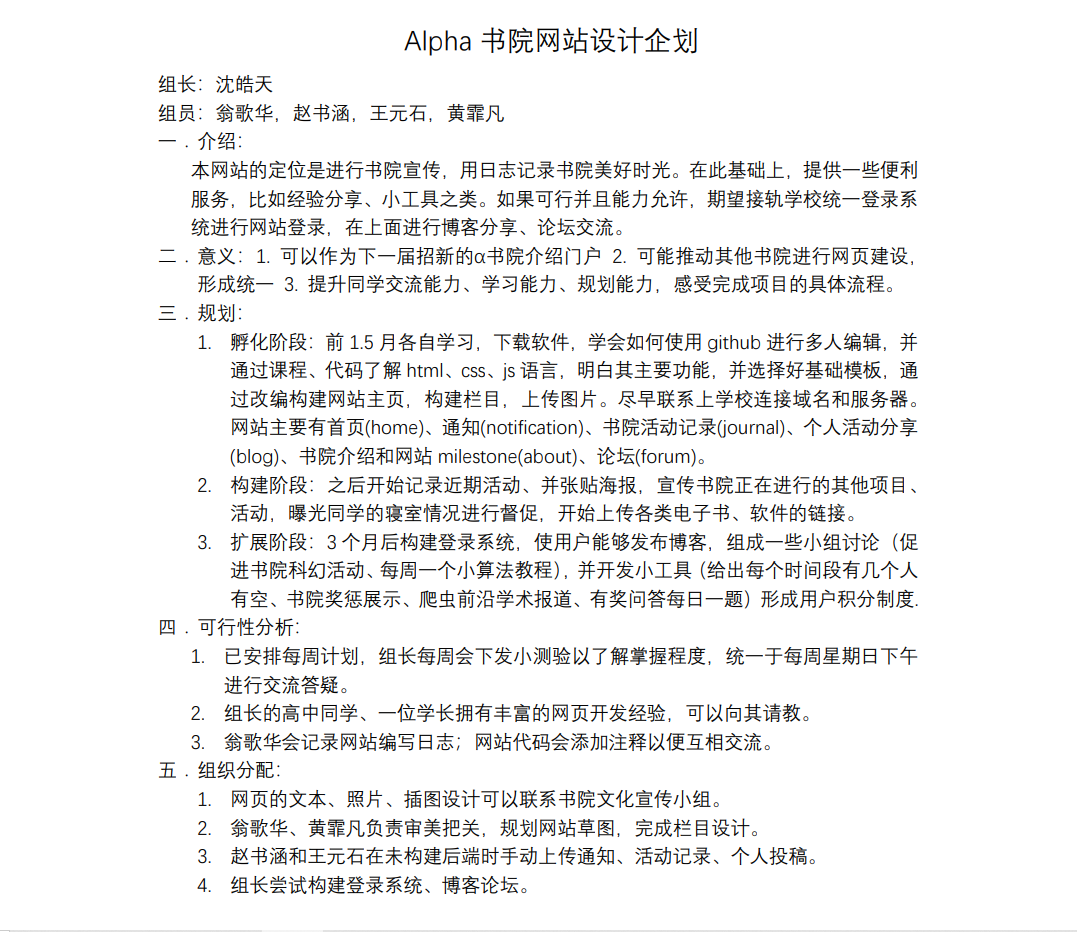 Alpha 书院网站设计企划
组长：沈皓天
组员：翁歌华，赵书涵，王元石，黄霏凡
一．介绍：
本网站的定位是进行书院宣传，用日志记录书院美好时光。在此基础上，提供一些便利
服务，比如经验分享、小工具之类。如果可行并且能力允许，期望接轨学校统一登录系
统进行网站登录，在上面进行博客分享、论坛交流。
二．意义：1. 可以作为下一届招新的α书院介绍门户 2. 可能推动其他书院进行网页建设，
形成统一 3. 提升同学交流能力、学习能力、规划能力，感受完成项目的具体流程。
三．规划：
1. 孵化阶段：前 1.5 月各自学习，下载软件，学会如何使用 github 进行多人编辑，并
通过课程、代码了解 html、css、js 语言，明白其主要功能，并选择好基础模板，通
过改编构建网站主页，构建栏目，上传图片。尽早联系上学校连接域名和服务器。
网站主要有首页(home)、通知(notification)、书院活动记录(journal)、个人活动分享
(blog)、书院介绍和网站 milestone(about)、论坛(forum)。
2. 构建阶段：之后开始记录近期活动、并张贴海报，宣传书院正在进行的其他项目、
活动，曝光同学的寝室情况进行督促，开始上传各类电子书、软件的链接。
3. 扩展阶段：3 个月后构建登录系统，使用户能够发布博客，组成一些小组讨论（促
进书院科幻活动、每周一个小算法教程），并开发小工具（给出每个时间段有几个人
有空、书院奖惩展示、爬虫前沿学术报道、有奖问答每日一题）形成用户积分制度.
四．可行性分析：
1. 已安排每周计划，组长每周会下发小测验以了解掌握程度，统一于每周星期日下午
进行交流答疑。
2. 组长的高中同学、一位学长拥有丰富的网页开发经验，可以向其请教。
3. 翁歌华会记录网站编写日志；网站代码会添加注释以便互相交流。
五．组织分配：
1. 网页的文本、照片、插图设计可以联系书院文化宣传小组。
2. 翁歌华、黄霏凡负责审美把关，规划网站草图，完成栏目设计。
3. 赵书涵和王元石在未构建后端时手动上传通知、活动记录、个人投稿。
4. 组长尝试构建登录系统、博客论坛。